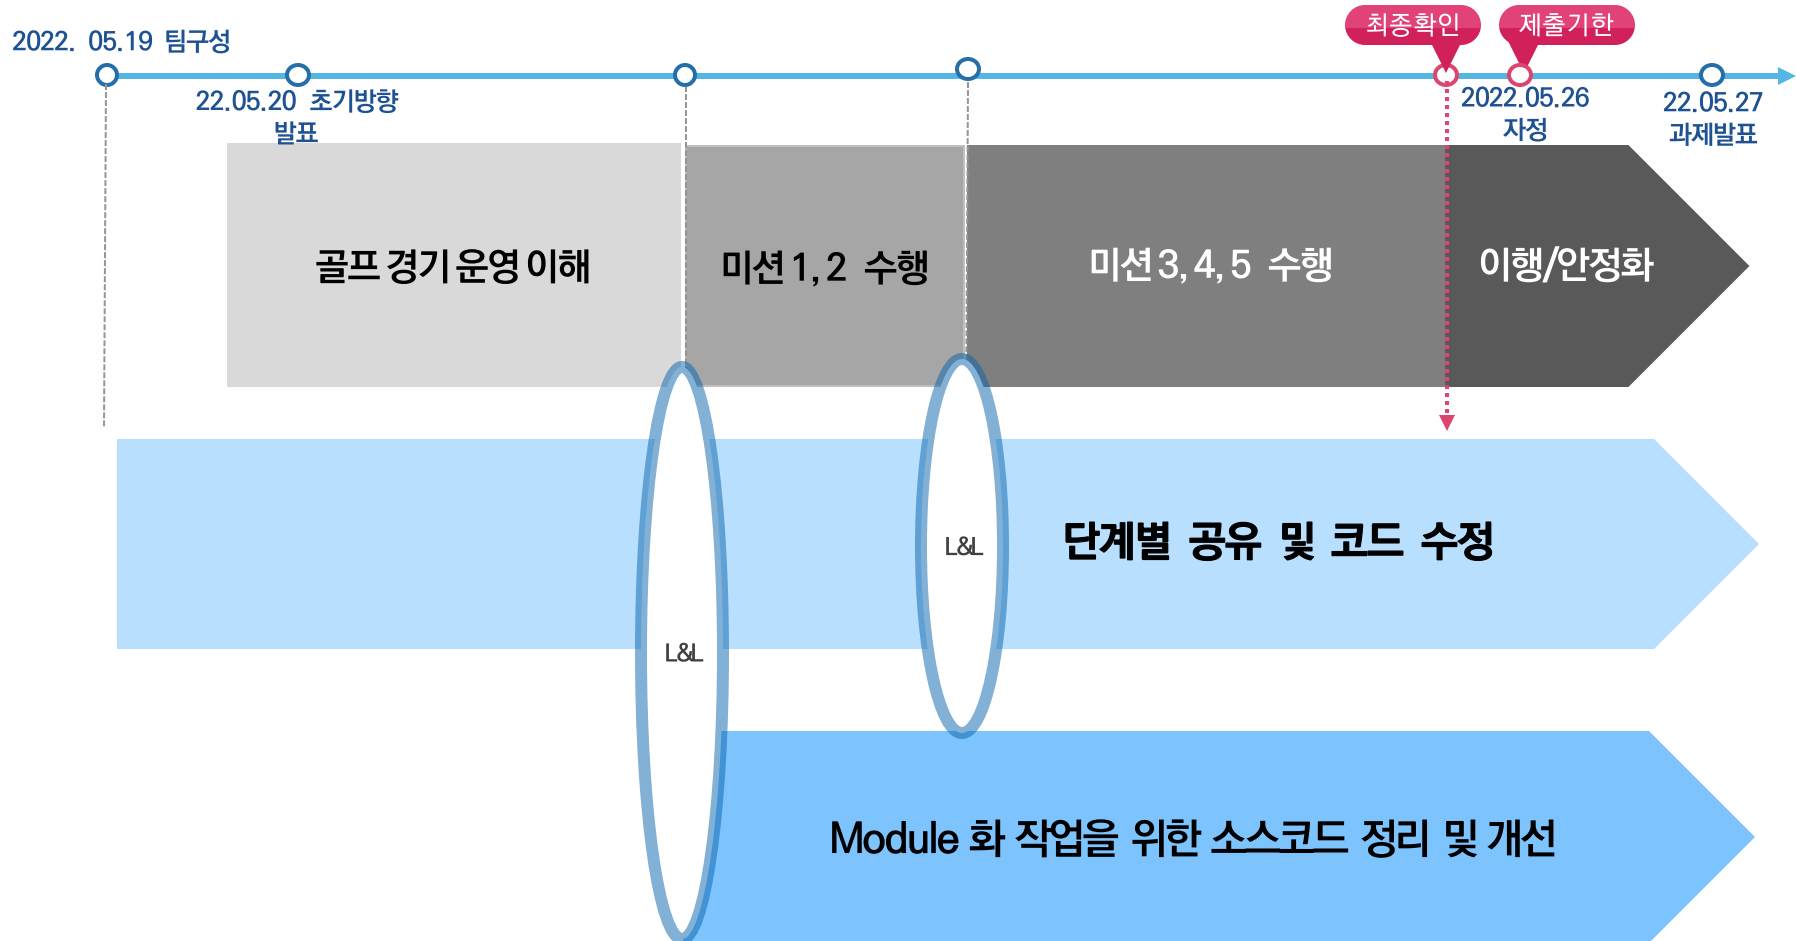 최종확인
제출기한
2022. 05.19 팀구성
22.05.20 초기방향
발표
2022.05.26
자정
22.05.27
과제발표
골프 경기 운영 이해
미션 1, 2 수행
미션 3, 4, 5 수행
이행/안정화
단계별 공유 및 코드 수정
L&L
L&L
Module 화 작업을 위한 소스코드 정리 및 개선